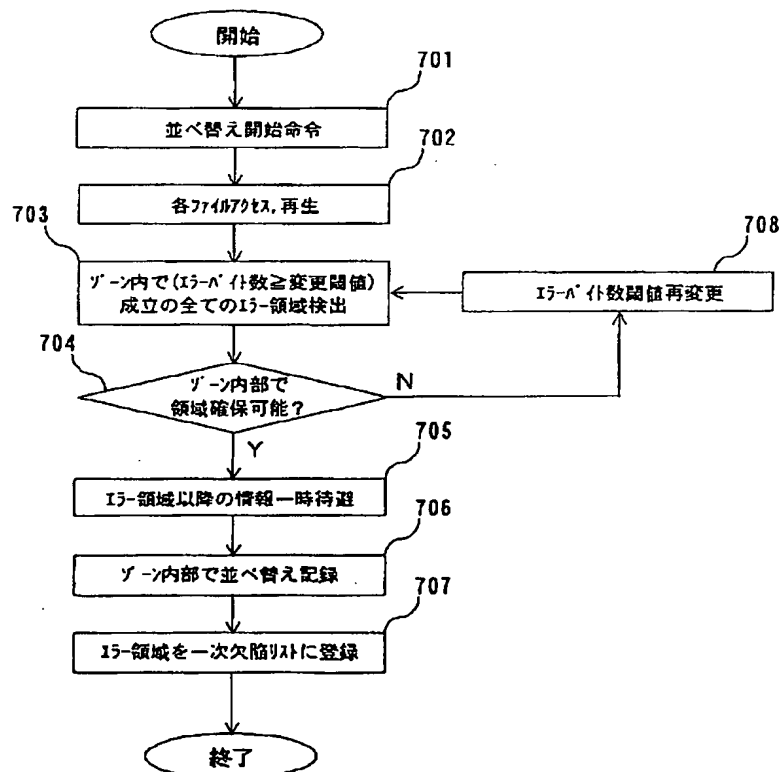 開始
701
並べ替え開始命令
702
各ﾌｧｲﾙｱｸｾｽ,再生
703
ｿﾞｰﾝ内で(ｴﾗｰﾊﾞｲﾄ数≧変更閾値)
成立の全てのｴﾗｰ領域検出
708
ｴﾗｰﾊﾞｲﾄ数閾値再変更
704
ｿﾞｰﾝ内部で
領域確保可能?
N
Y
705
ｴﾗｰ領域以降の情報一時待避
706
ｿﾞｰﾝ内部で並べ替え記録
707
ｴﾗｰ領域を一次欠陥ﾘｽﾄに登録
終了